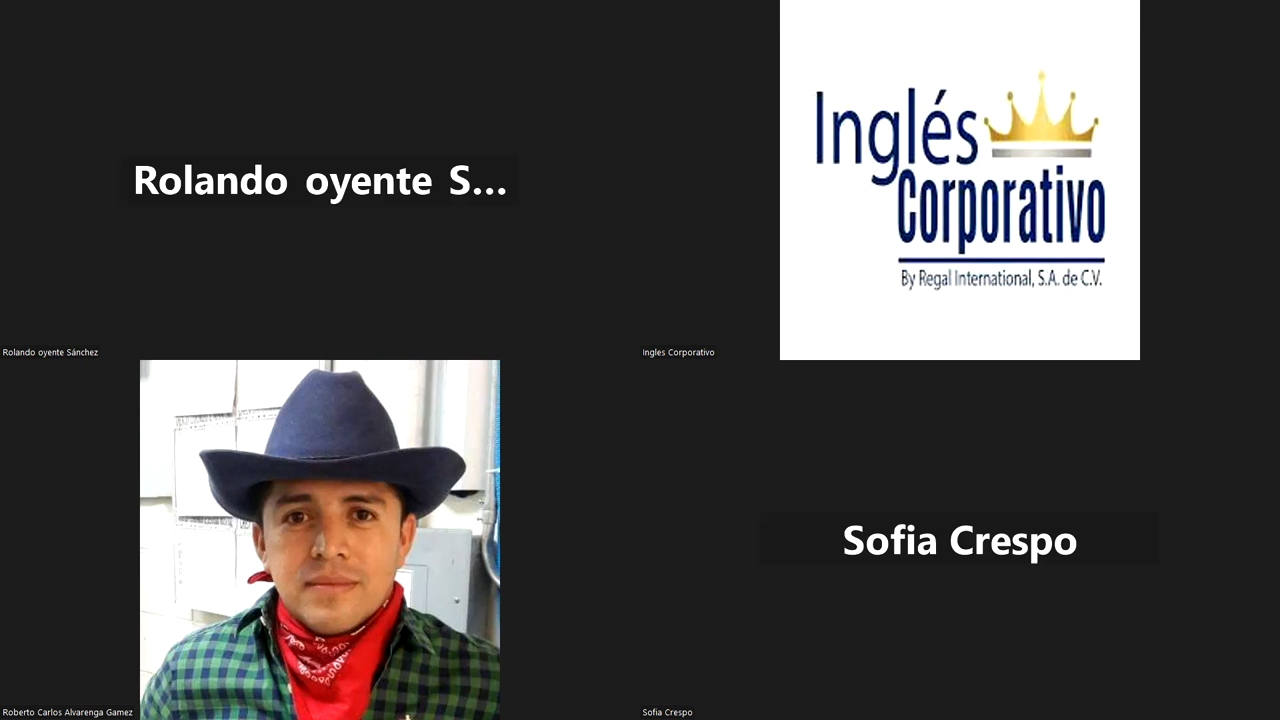 Rolando oyente S...
Rolando oyente Sánchez
Inglés
Corporativo
By Regal International, S.A. de C.V.
Ingles Corporativo
Roberto Carlos Alvarenga Gamez
Sofia Crespo
Sofia Crespo